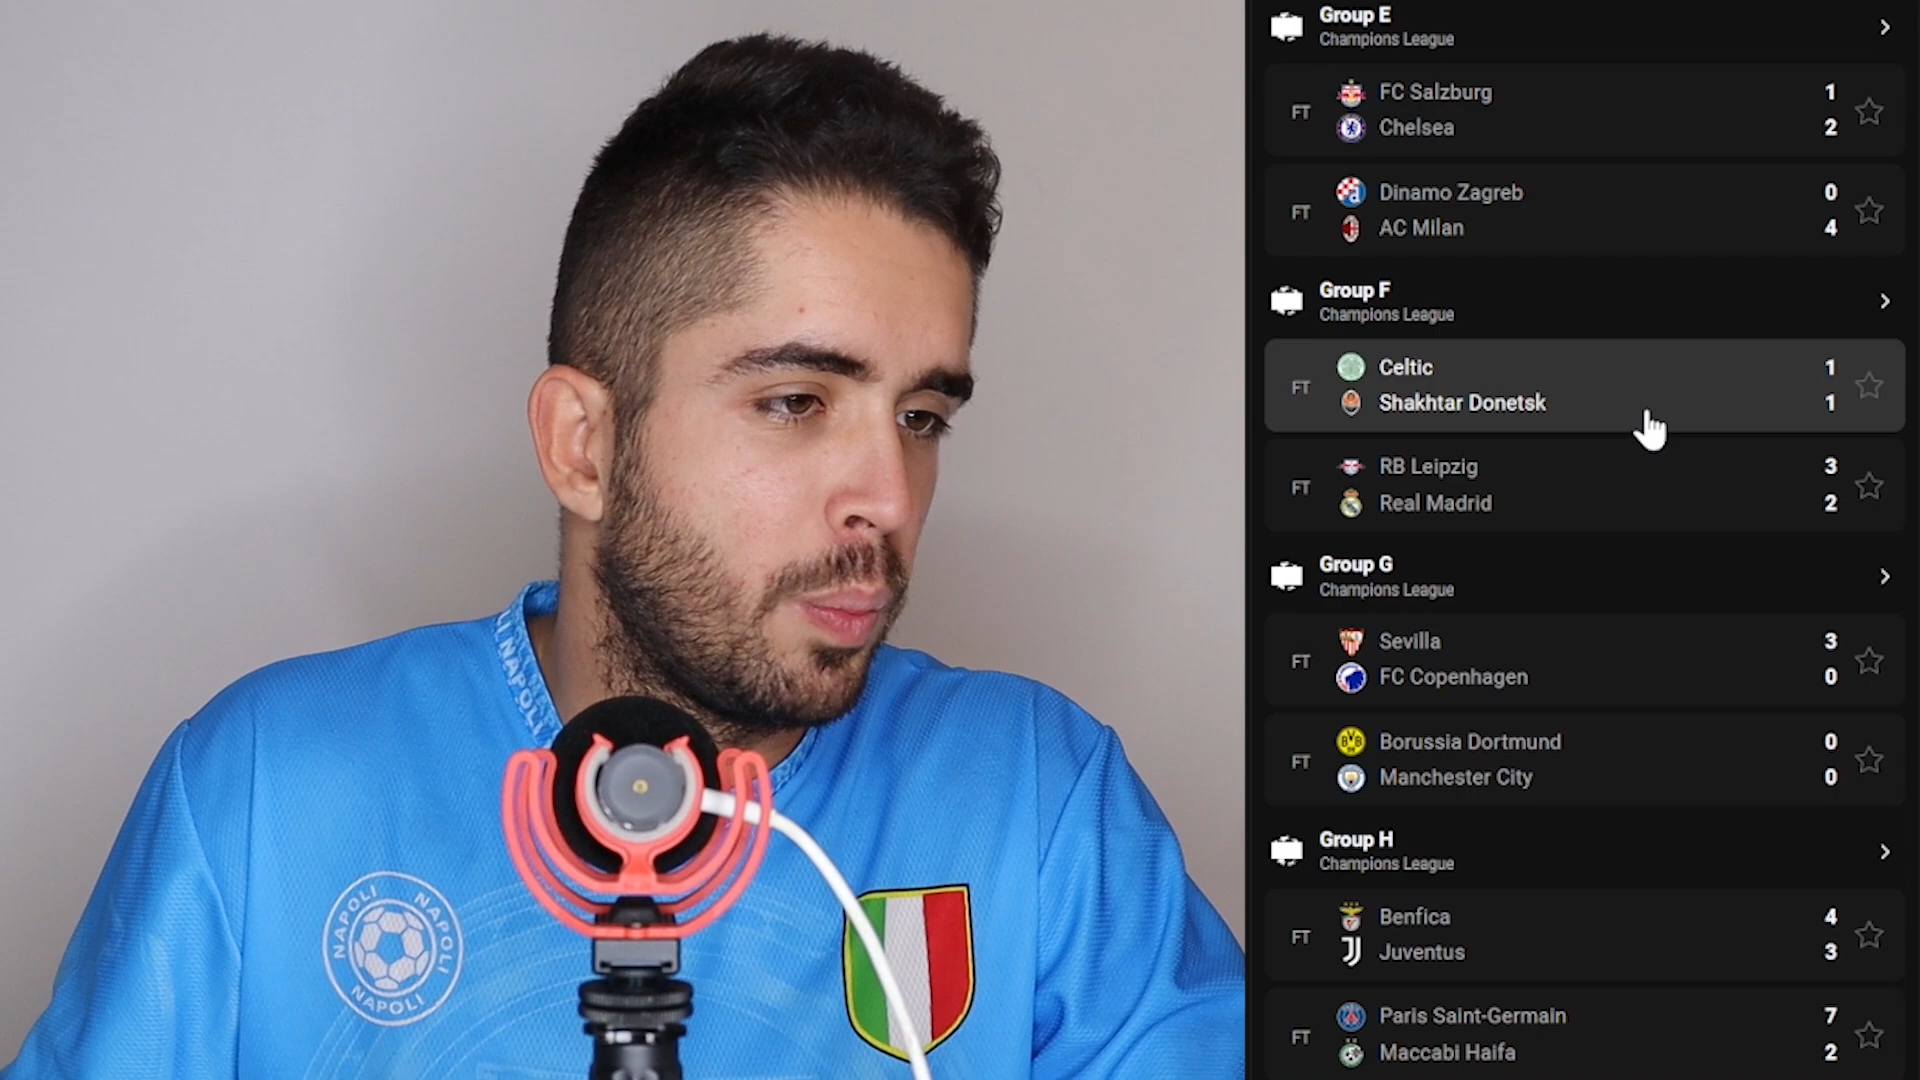 Group E
Champions League
FT
FC Salzburg 1
Chelsea 2
FT
Dinamo Zagreb 0
AC Milan 4
Group F
Champions League
FT
Celtic 1
Shakhtar Donetsk 1
FT
RB Leipzig 3
Real Madrid 2
Group G
Champions League
FT
Sevilla 3
FC Copenhagen 0
FT
Borussia Dortmund 0
Manchester City 0
Group H
Champions League
FT
Benfica 4
Juventus 3
FT
Paris Saint-Germain 7
Maccabi Haifa 2
NAPOLI
NAPOLI NAPOLI NAPOLI NAPOLI